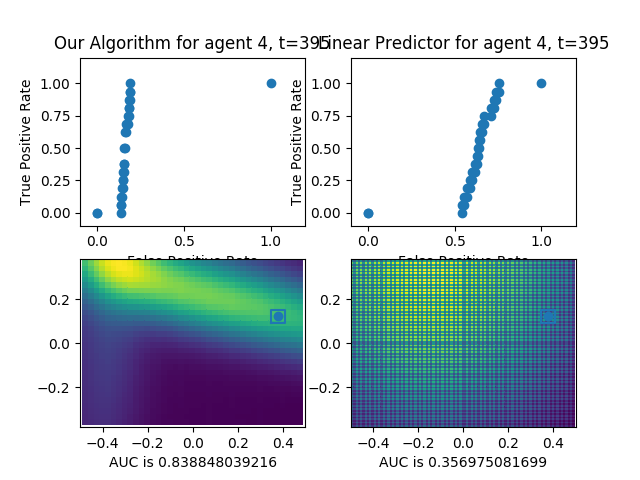 Our Algorithm for agent 4, t=395
Linear Predictor for agent 4, t=395
True Positive Rate
1.00
0.75
0.50
0.25
0.00
0.0 0.5 1.0
False Positive Rate
True Positive Rate
1.00
0.75
0.50
0.25
0.00
0.0 0.5 1.0
False Positive Rate
0.2
0.0
−0.2
−0.4 −0.2 0.0 0.2 0.4
AUC is 0.838848039216
0.2
0.0
−0.2
−0.4 −0.2 0.0 0.2 0.4
AUC is 0.356975081699